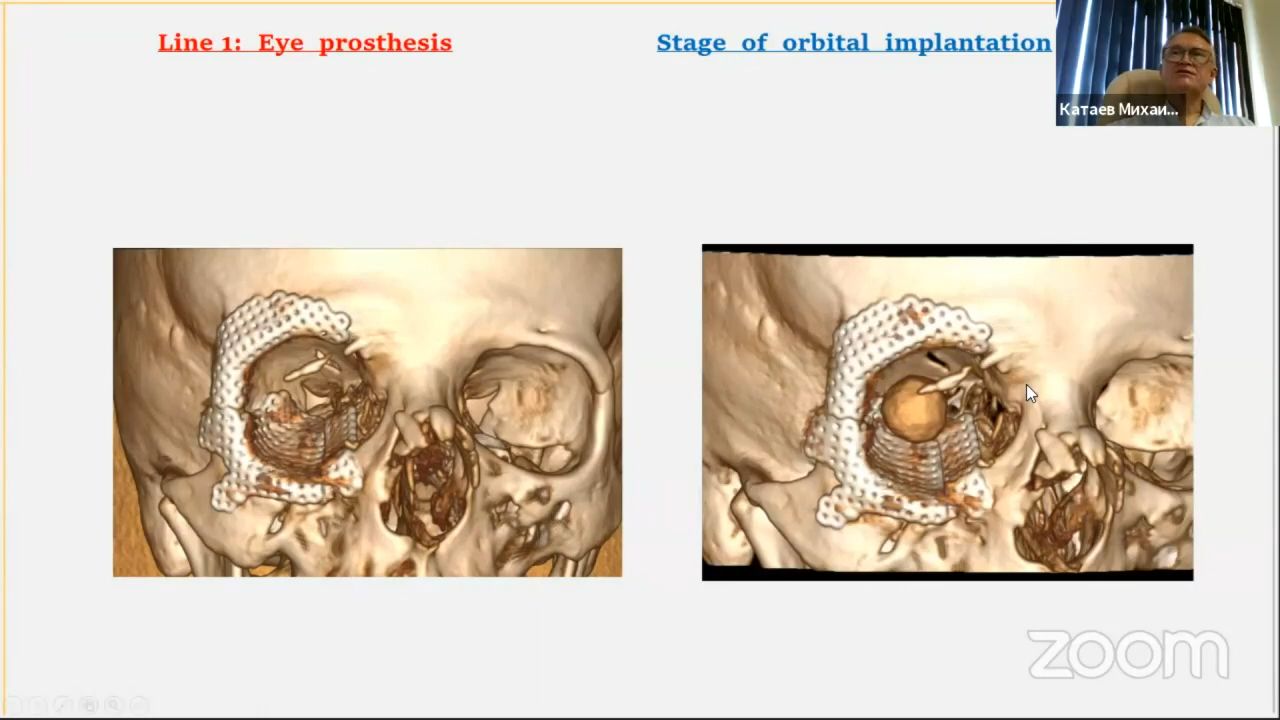 Line 1: Eye prosthesis
Stage of orbital implantation
Катаев Михаи...
zoom